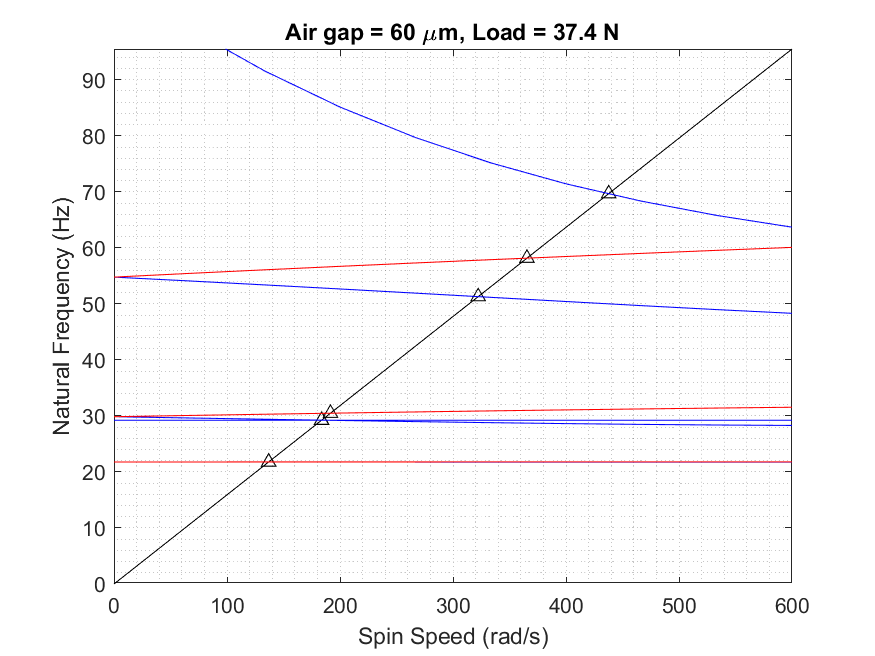 Air gap = 60 μm, Load = 37.4 N
Natural Frequency (Hz)
90
80
70
60
50
40
30
20
10
0
0 100 200 300 400 500 600
Spin Speed (rad/s)